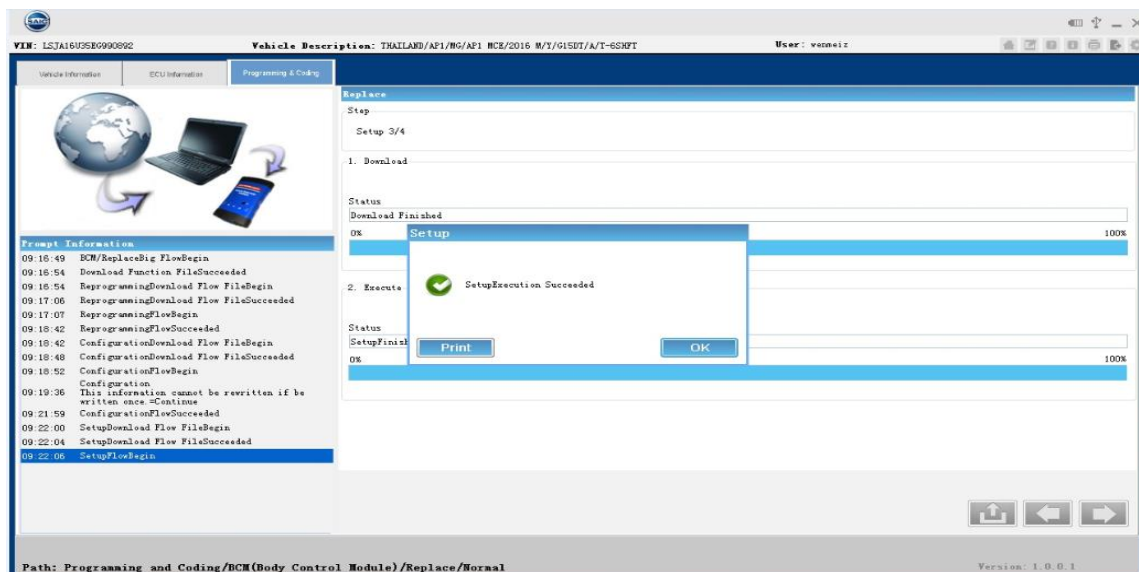 SAIC
VIN: LSJA16U35EG990892 Vehicle Description: THAILAND/AP1/MG/AP1 MCE/2016 M/Y/G15DT/A/T-6SHFT User: wenmeiz
Vehicle Information ECU Information Programming & Coding
Replace
Step
Setup 3/4
1. Download
Status
Download Finished
0% 100%
2. Execute
Status
SetupFinish
0% 100%
Setup
SetupExecution Succeeded
Print OK
Prompt Information
09:16:49 BCM/ReplaceBig FlowBegin
09:16:54 Download Function FileSucceeded
09:16:54 ReprogrammingDownload Flow FileBegin
09:17:06 ReprogrammingDownload Flow FileSucceeded
09:17:07 ReprogrammingFlowBegin
09:18:42 ReprogrammingFlowSucceeded
09:18:42 ConfigurationDownload Flow FileBegin
09:18:48 ConfigurationDownload Flow FileSucceeded
09:18:52 ConfigurationFlowBegin
Configuration
09:19:36 This information cannot be rewritten if be
written once.=Continue
09:21:59 ConfigurationFlowSucceeded
09:22:00 SetupDownload Flow FileBegin
09:22:04 SetupDownload Flow FileSucceeded
09:22:06 SetupFlowBegin
Path: Programming and Coding/BCM(Body Control Module)/Replace/Normal Version: 1.0.0.1